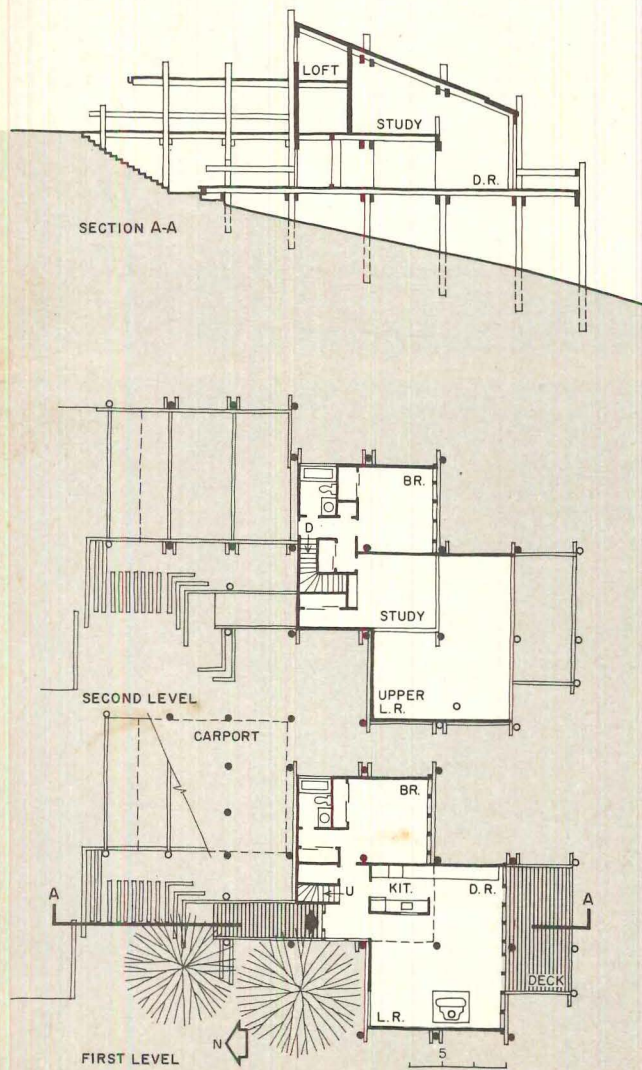 LOFT
STUDY
D.R.
SECTION A-A
BR.
D
STUDY
SECOND LEVEL
UPPER
L.R.
CARPORT
BR.
A
U
KIT.
D.R.
A
DECK
L.R.
N
5
FIRST LEVEL